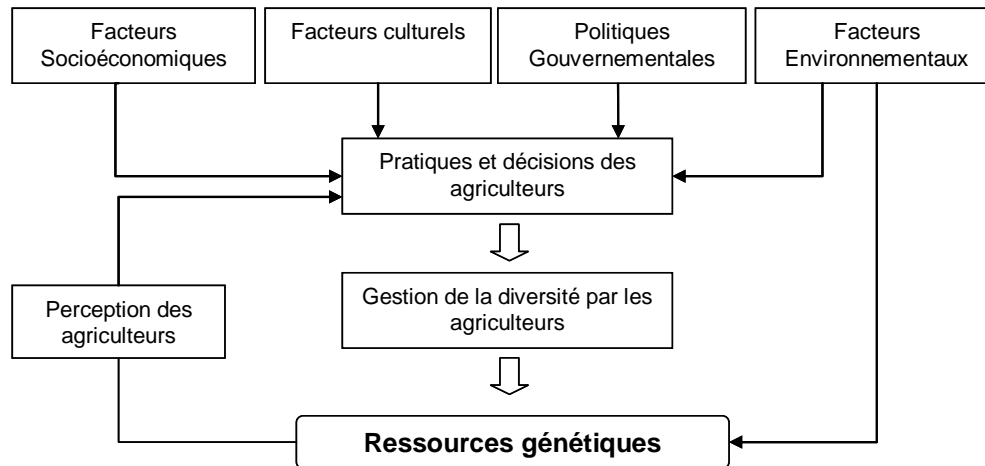 Facteurs
Socioéconomiques
Facteurs culturels
Politiques
Gouvernementales
Facteurs
Environnementaux
Pratiques et décisions des
agriculteurs
Perception des
agriculteurs
Gestion de la diversité par les
agriculteurs
Ressources génétiques